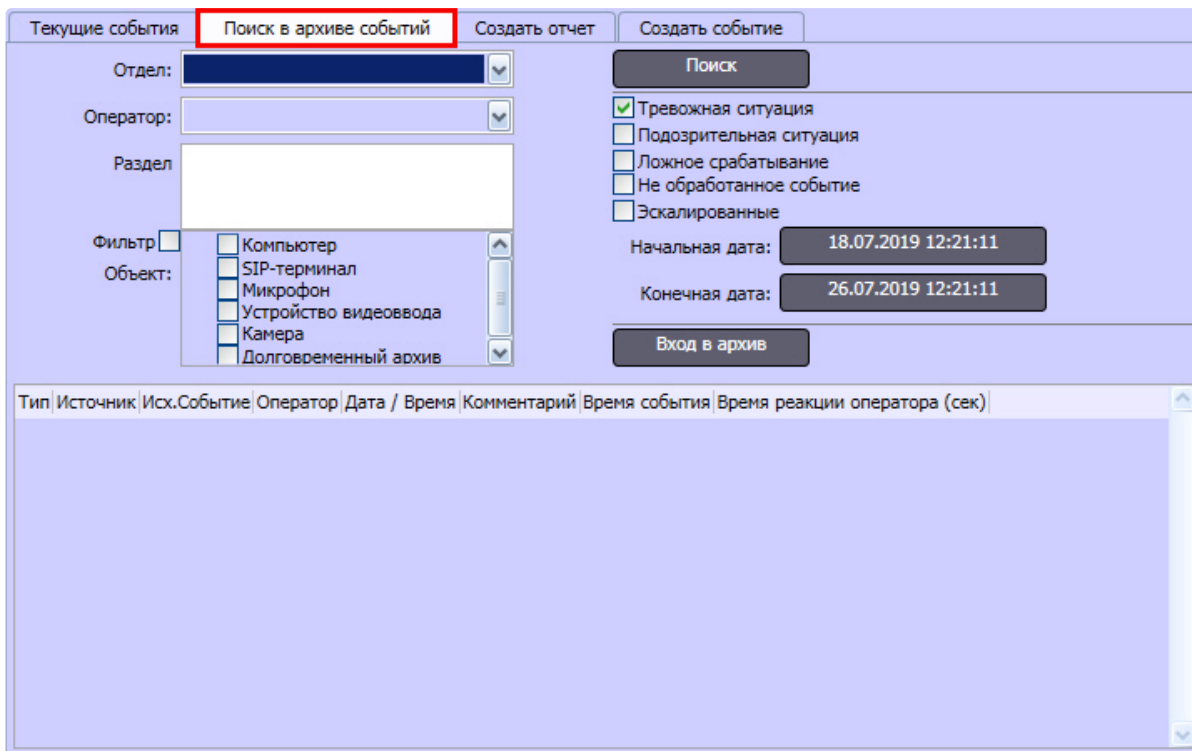 Текущие события Поиск в архиве событий Создать отчет Создать событие
Отдел:
Поиск
Оператор:
Тревожная ситуация
Подозрительная ситуация
Раздел
Ложное срабатывание
Не обработанное событие
Эскалированные
Фильтр
Компьютер
Начальная дата: 18.07.2019 12:21:11
Объект:
SIP-терминал
Микрофон
Конечная дата: 26.07.2019 12:21:11
Устройство видеоввода
Камера
Вход в архив
Долговременный архив
Тип Источник Исх.Событие Оператор Дата / Время Комментарий Время события Время реакции оператора (сек)